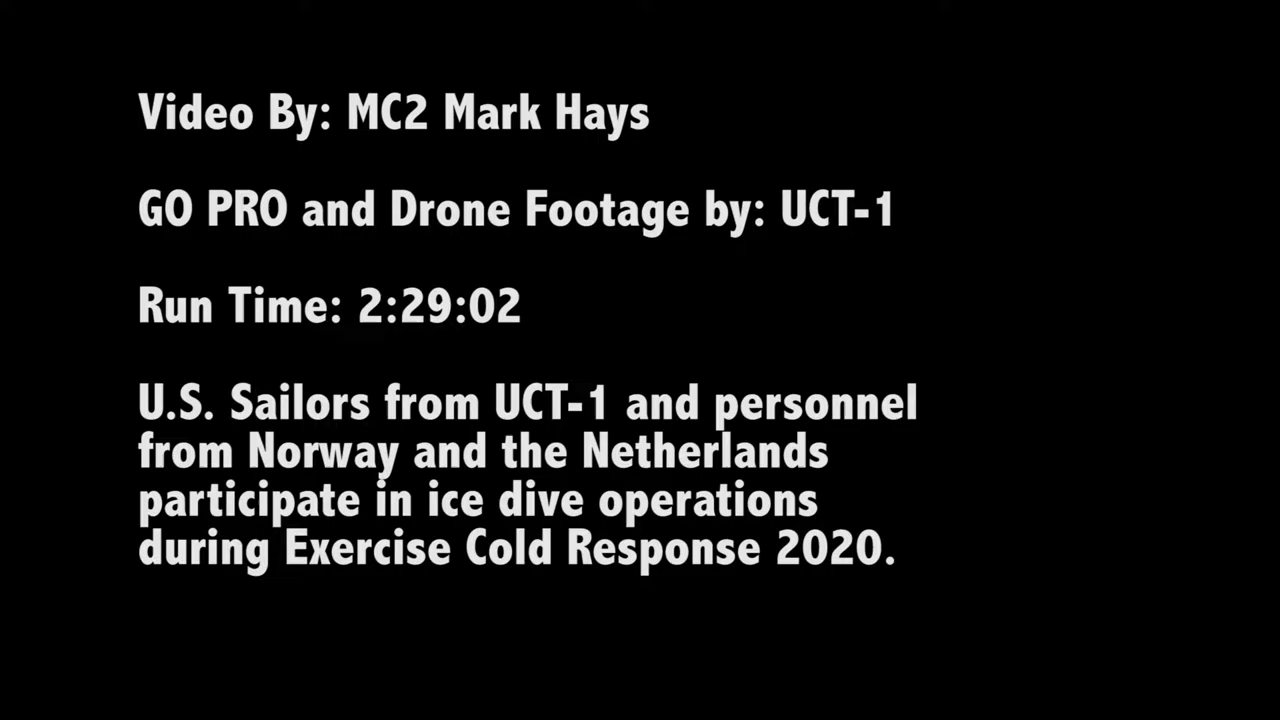 Video By: MC2 Mark Hays
GO PRO and Drone Footage by: UCT-1
Run Time: 2:29:02
U.S. Sailors from UCT-1 and personnel
from Norway and the Netherlands
participate in ice dive operations
during Exercise Cold Response 2020.